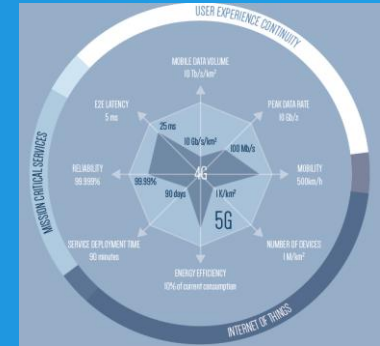 USER EXPERIENCE CONTINUITY
MOBILE DATA VOLUME
10 Tb/s/km²
E2E LATENCY
5 ms
PEAK DATA RATE
10 Gb/s
25 ms
10 Gb/s/km²
100 Mb/s
RELIABILITY
99.999%
99.99%
4G
MOBILITY
500km/h
90 days
1 K/km²
5G
SERVICE DEPLOYMENT TIME
90 minutes
NUMBER OF DEVICES
1 M/km²
ENERGY EFFICIENCY
10% of current consumption
MISSION CRITICAL SERVICES
INTERNET OF THINGS